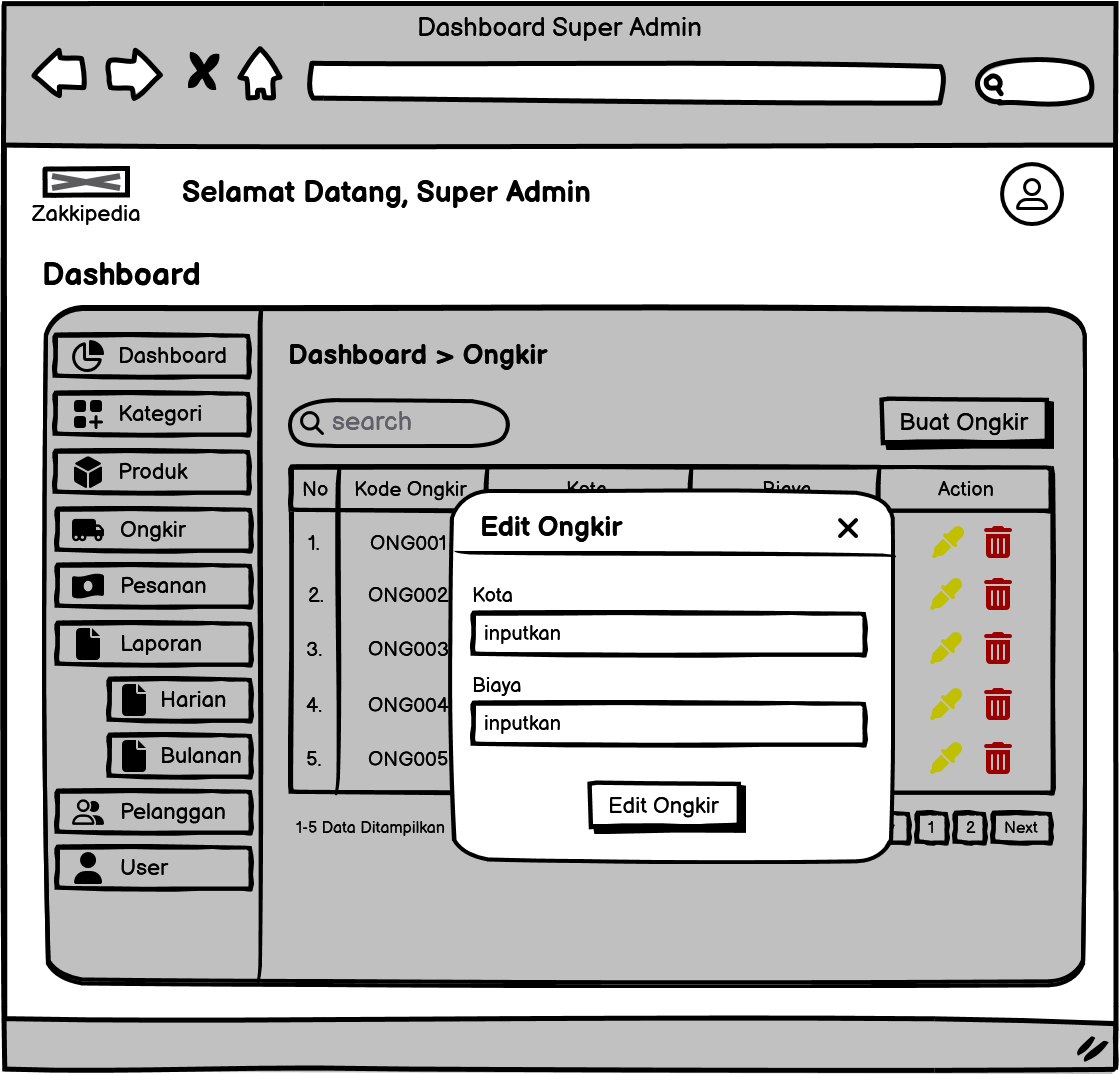 Dashboard Super Admin
Zakkipedia
Selamat Datang, Super Admin
Dashboard
Dashboard
Kategori
Produk
Ongkir
Pesanan
Laporan
Harian
Bulanan
Pelanggan
User
Dashboard > Ongkir
search
Buat Ongkir
No Kode Ongkir Kota Biaya Action
1. ONG001
2. ONG002
3. ONG003
4. ONG004
5. ONG005
1-5 Data Ditampilkan
1 2 Next
Edit Ongkir
Kota
inputkan
Biaya
inputkan
Edit Ongkir